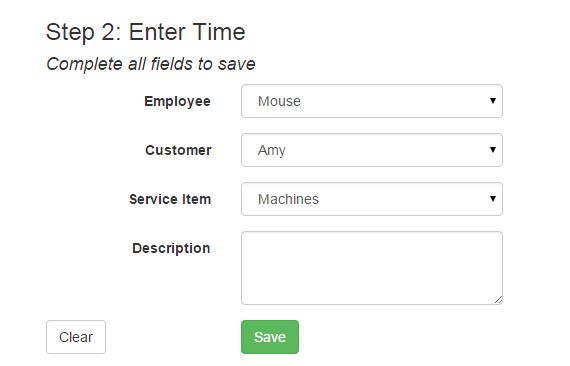 Step 2: Enter Time
Complete all fields to save
Employee Mouse
Customer Amy
Service Item Machines
Description
Clear Save